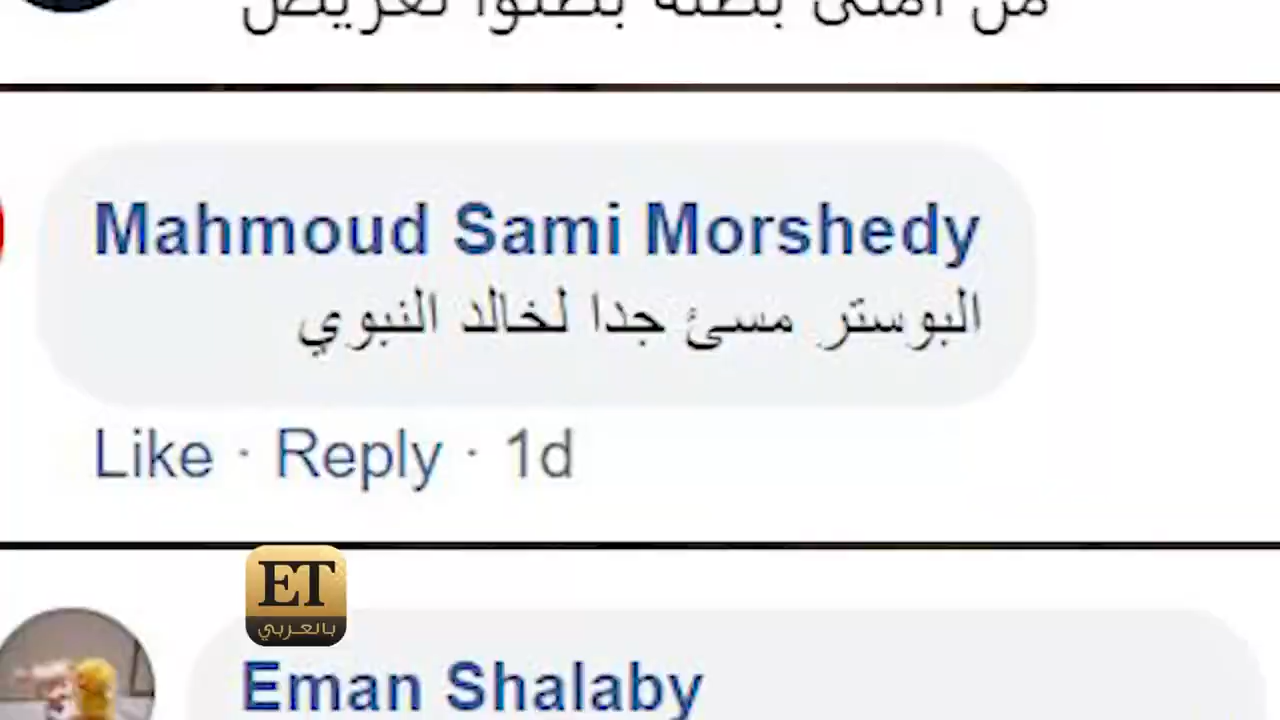 Mahmoud Sami Morshedy
البوستر مسئ جدا لخالد النبوي
Like · Reply · 1d
ET
بالعربي
Eman Shalaby